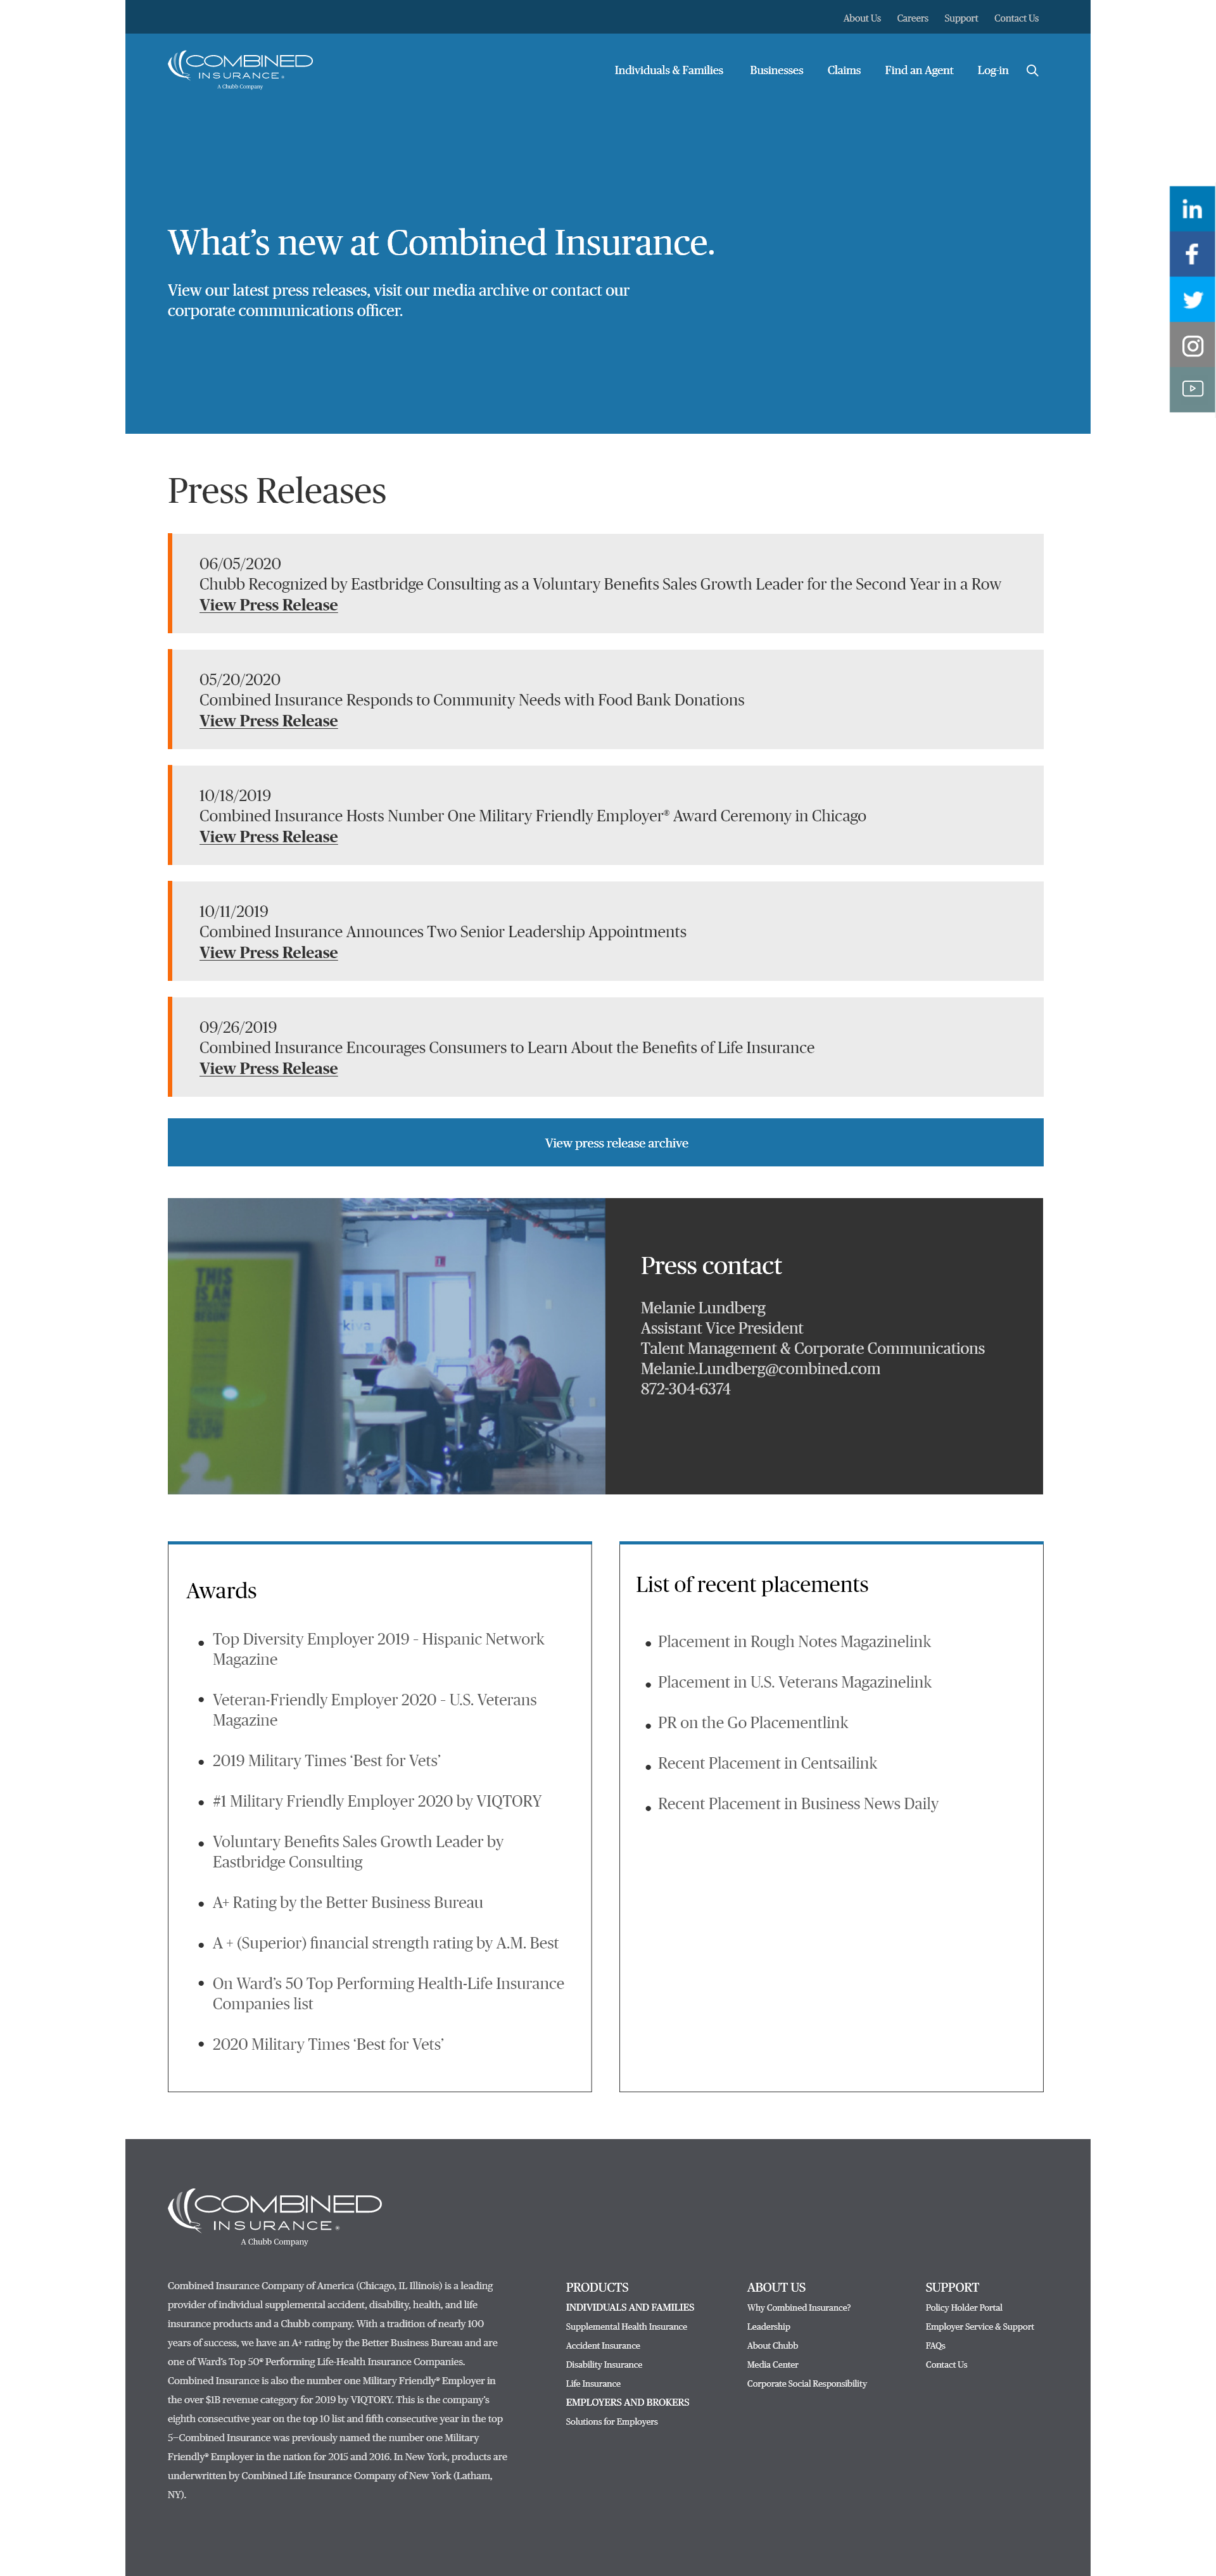 About Us Careers Support Contact Us
COMBINED
INSURANCE®
A Chubb Company
Individuals & Families Businesses Claims Find an Agent Log-in
What’s new at Combined Insurance.
View our latest press releases, visit our media archive or contact our
corporate communications officer.
in
f
Press Releases
06/05/2020
Chubb Recognized by Eastbridge Consulting as a Voluntary Benefits Sales Growth Leader for the Second Year in a Row
View Press Release
05/20/2020
Combined Insurance Responds to Community Needs with Food Bank Donations
View Press Release
10/18/2019
Combined Insurance Hosts Number One Military Friendly Employer® Award Ceremony in Chicago
View Press Release
10/11/2019
Combined Insurance Announces Two Senior Leadership Appointments
View Press Release
09/26/2019
Combined Insurance Encourages Consumers to Learn About the Benefits of Life Insurance
View Press Release
View press release archive
THIS
IS AN
kiva
Press contact
Melanie Lundberg
Assistant Vice President
Talent Management & Corporate Communications
Melanie.Lundberg@combined.com
872-304-6374
Awards
• Top Diversity Employer 2019 - Hispanic Network
Magazine
• Veteran-Friendly Employer 2020 - U.S. Veterans
Magazine
• 2019 Military Times ‘Best for Vets’
• #1 Military Friendly Employer 2020 by VIQTORY
• Voluntary Benefits Sales Growth Leader by
Eastbridge Consulting
• A+ Rating by the Better Business Bureau
• A + (Superior) financial strength rating by A.M. Best
• On Ward’s 50 Top Performing Health-Life Insurance
Companies list
• 2020 Military Times ‘Best for Vets’
List of recent placements
• Placement in Rough Notes Magazinelink
• Placement in U.S. Veterans Magazinelink
• PR on the Go Placementlink
• Recent Placement in Centsailink
• Recent Placement in Business News Daily
COMBINED
INSURANCE®
A Chubb Company
Combined Insurance Company of America (Chicago, IL Illinois) is a leading
provider of individual supplemental accident, disability, health, and life
insurance products and a Chubb company. With a tradition of nearly 100
years of success, we have an A+ rating by the Better Business Bureau and are
one of Ward’s Top 50® Performing Life-Health Insurance Companies.
Combined Insurance is also the number one Military Friendly® Employer in
the over $1B revenue category for 2019 by VIQTORY. This is the company’s
eighth consecutive year on the top 10 list and fifth consecutive year in the top
5—Combined Insurance was previously named the number one Military
Friendly® Employer in the nation for 2015 and 2016. In New York, products are
underwritten by Combined Life Insurance Company of New York (Latham,
NY).
PRODUCTS
INDIVIDUALS AND FAMILIES
Supplemental Health Insurance
Accident Insurance
Disability Insurance
Life Insurance
EMPLOYERS AND BROKERS
Solutions for Employers
ABOUT US
Why Combined Insurance?
Leadership
About Chubb
Media Center
Corporate Social Responsibility
SUPPORT
Policy Holder Portal
Employer Service & Support
FAQs
Contact Us